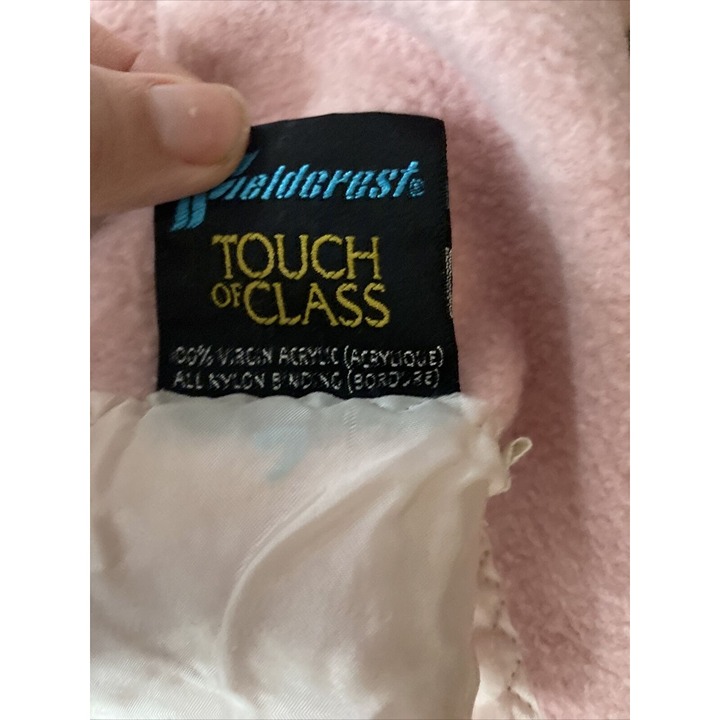 Fieldcrest®
TOUCH
OF CLASS
100% VIRGIN ACRYLIC (ACRYLIQUE)
ALL NYLON BINDING (BORDURE)